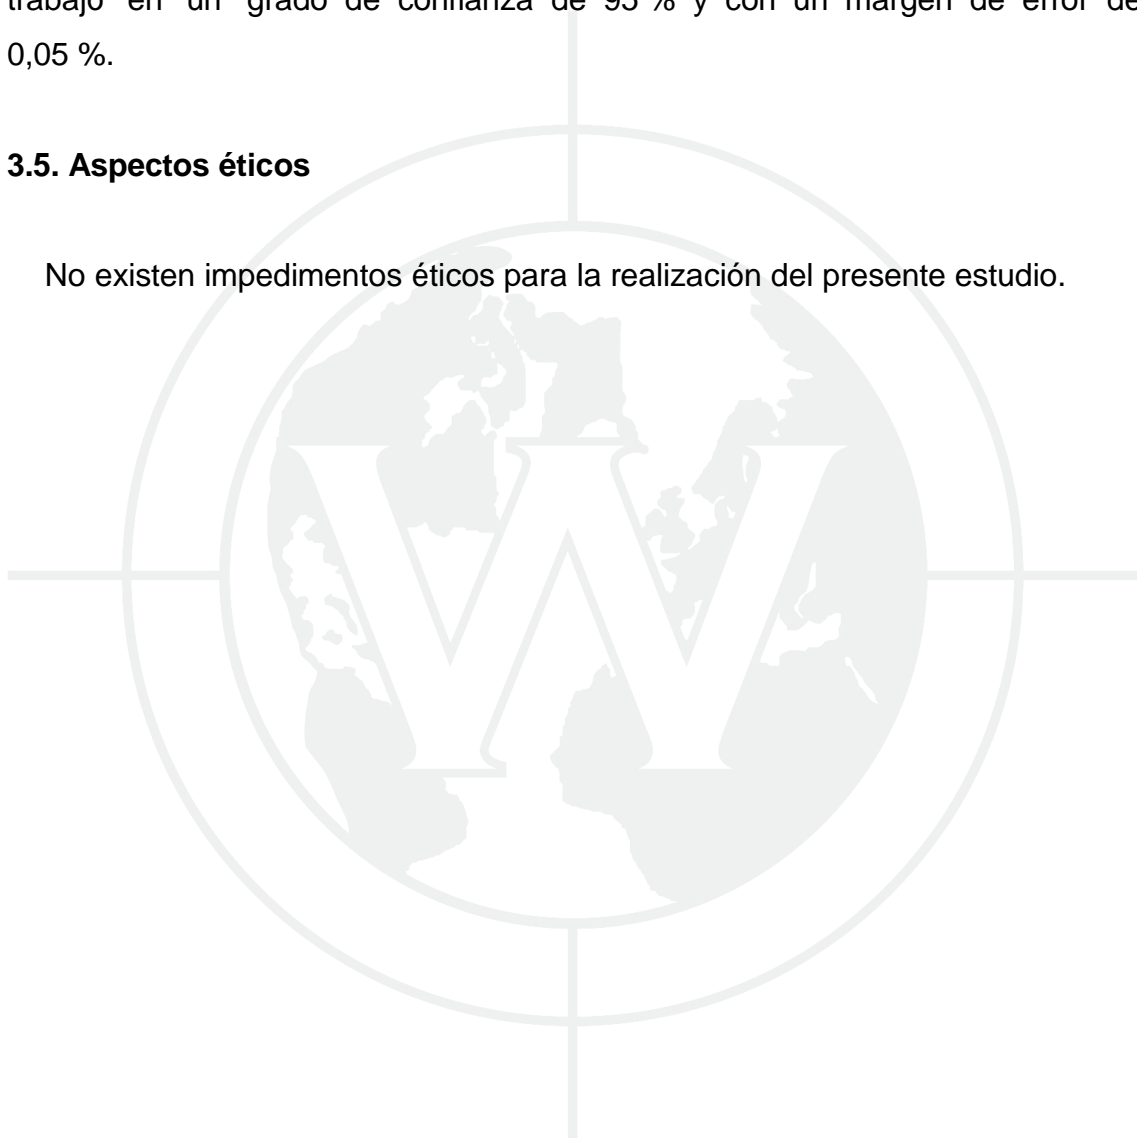 trabajo en un grado de confianza de 95 % y con un margen de error de
0,05 %.
3.5. Aspectos éticos
No existen impedimentos éticos para la realización del presente estudio.
W